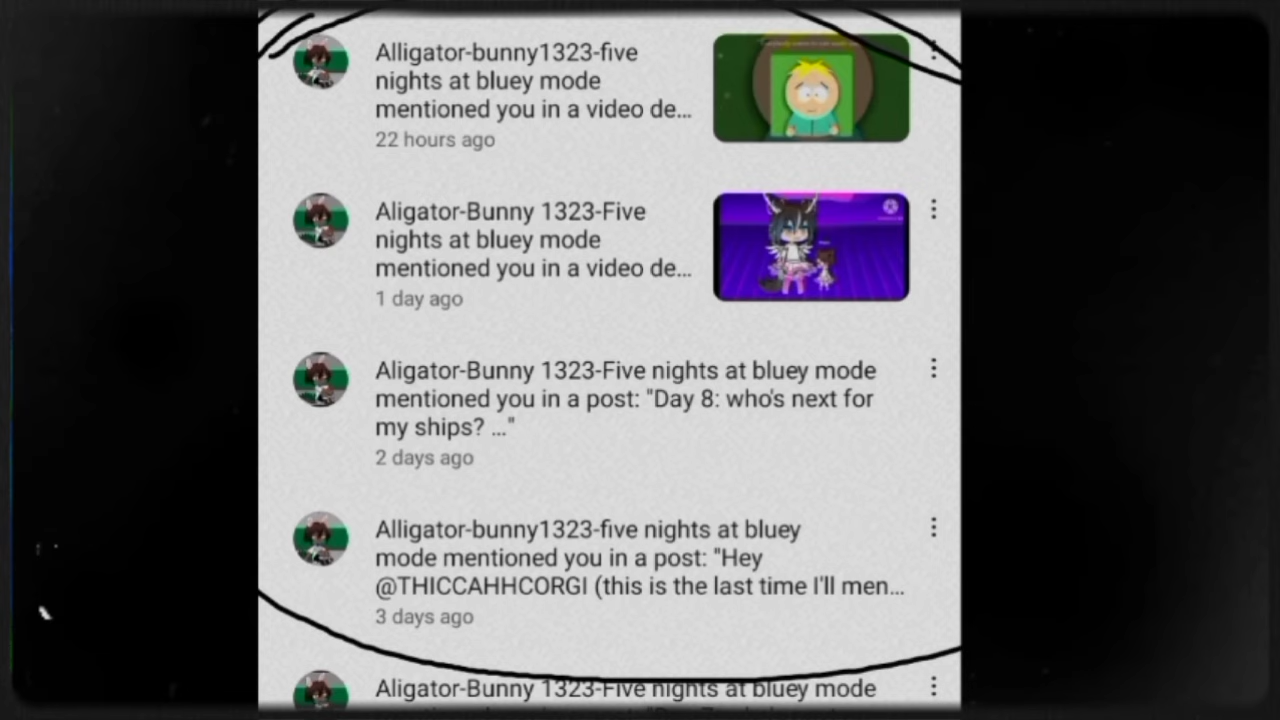 Alligator-bunny1323-five
nights at bluey mode
mentioned you in a video de...
22 hours ago
Aligator-Bunny 1323-Five
nights at bluey mode
mentioned you in a video de...
1 day ago
Aligator-Bunny 1323-Five nights at bluey mode
mentioned you in a post: "Day 8: who's next for
my ships? ..."
2 days ago
Alligator-bunny1323-five nights at bluey
mode mentioned you in a post: "Hey
@THICCAHHCORGI (this is the last time I'll men...
3 days ago
Aligator-Bunny 1323-Five nights at bluey mode